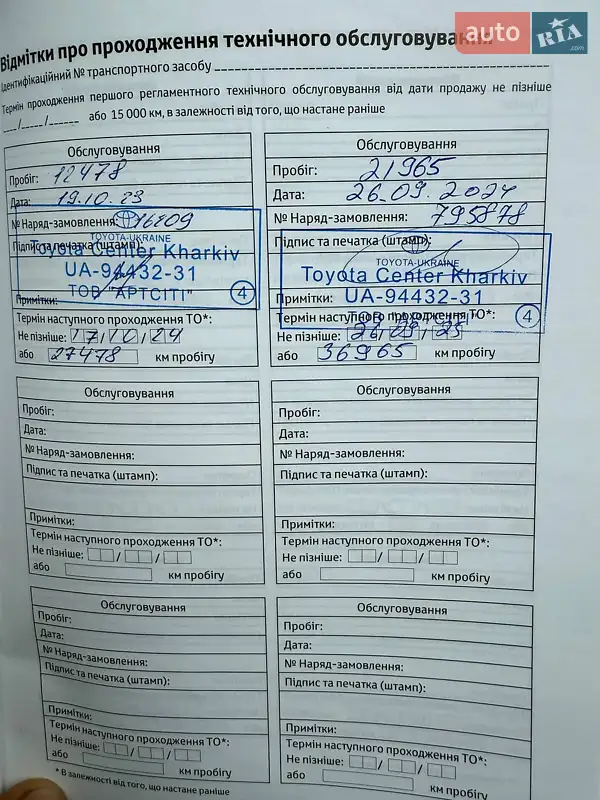 auto RIA.com
Відмітки про проходження технічного обслуговування
Ідентифікаційний № транспортного засобу
Термін проходження першого регламентного технічного обслуговування від дати продажу не пізніше
___/____/______ або 15 000 км, в залежності від того, що настане раніше
Обслуговування
Пробіг: 12478
Дата: 19.10.23
№ Наряд-замовлення: 16209
Підпис та печатка (штамп):
TOYOTA-UKRAINE
Toyota Center Kharkiv
UA-94432-31
ТОВ "АРТСІТІ" 4
Примітки:
Термін наступного проходження ТО*:
Не пізніше: 17/10/24
або 27478 км пробігу
Обслуговування
Пробіг: 21965
Дата: 26.09.2024
№ Наряд-замовлення: 795878
Підпис та печатка (штамп):
TOYOTA-UKRAINE
Toyota Center Kharkiv
Примітки: UA-94432-31
4
Термін наступного проходження ТО*:
Не пізніше: 26/09/25
або 36965 км пробігу
Обслуговування
Пробіг:
Дата:
№ Наряд-замовлення:
Підпис та печатка (штамп):
Примітки:
Термін наступного проходження ТО*:
Не пізніше: / /
або км пробігу
Обслуговування
Пробіг:
Дата:
№ Наряд-замовлення:
Підпис та печатка (штамп):
Примітки:
Термін наступного проходження ТО*:
Не пізніше: / /
або км пробігу
Обслуговування
Пробіг:
Дата:
№ Наряд-замовлення:
Підпис та печатка (штамп):
Примітки:
Термін наступного проходження ТО*:
Не пізніше: / /
або км пробігу
Обслуговування
Пробіг:
Дата:
№ Наряд-замовлення:
Підпис та печатка (штамп):
Примітки:
Термін наступного проходження ТО*:
Не пізніше: / /
або км пробігу
* В залежності від того, що настане раніше